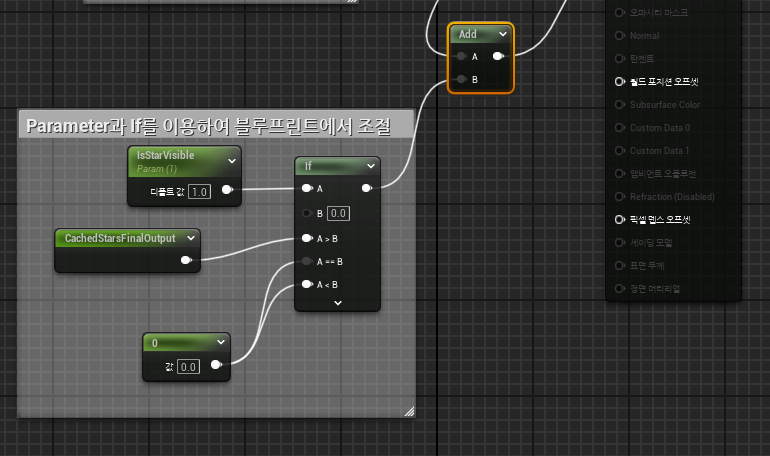 Add
A
B
Parameter과 If를 이용하여 블루프린트에서 조절
IsStarVisible
Param (1)
디폴트 값 1.0
If
A
B 0.0
A > B
A == B
A < B
CachedStarsFinalOutput
0
값 0.0
오파시티 마스크
Normal
탄젠트
월드 포지션 오프셋
Subsurface Color
Custom Data 0
Custom Data 1
앰비언트 오클루전
Refraction (Disabled)
픽셀 뎁스 오프셋
셰이딩 모델
표면 두께
정면 머티리얼